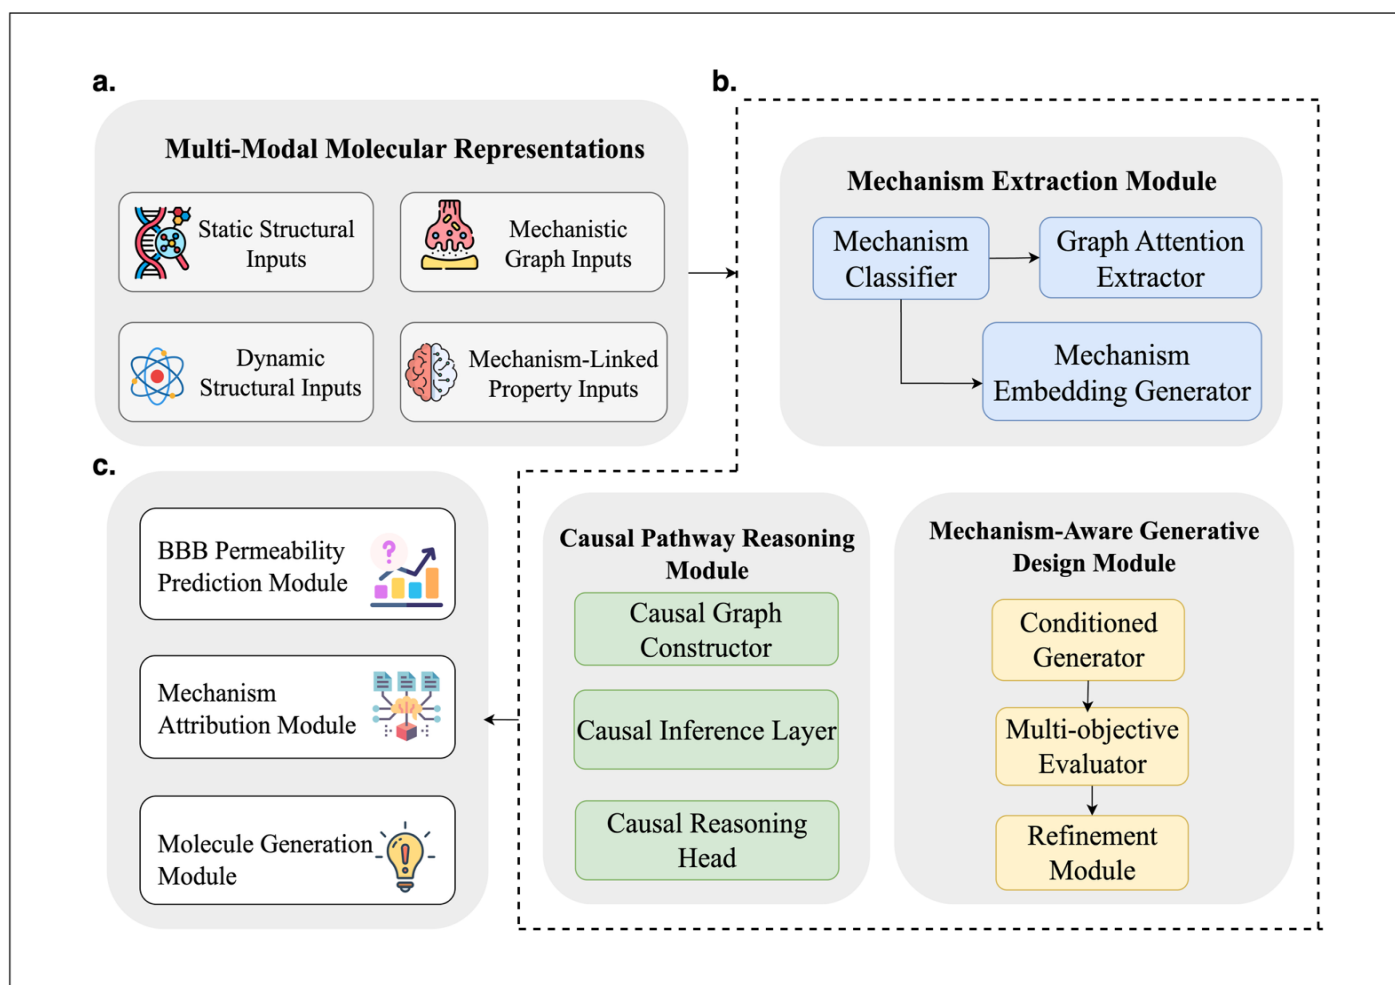 a.
Multi-Modal Molecular Representations
Static Structural
Inputs
Mechanistic
Graph Inputs
Dynamic
Structural Inputs
Mechanism-Linked
Property Inputs
b.
Mechanism Extraction Module
Mechanism
Classifier
Graph Attention
Extractor
Mechanism
Embedding Generator
Causal Pathway Reasoning
Module
Causal Graph
Constructor
Causal Inference Layer
Causal Reasoning
Head
Mechanism-Aware Generative
Design Module
Conditioned
Generator
Multi-objective
Evaluator
Refinement
Module
c.
BBB Permeability
Prediction Module
?
Mechanism
Attribution Module
Molecule Generation
Module